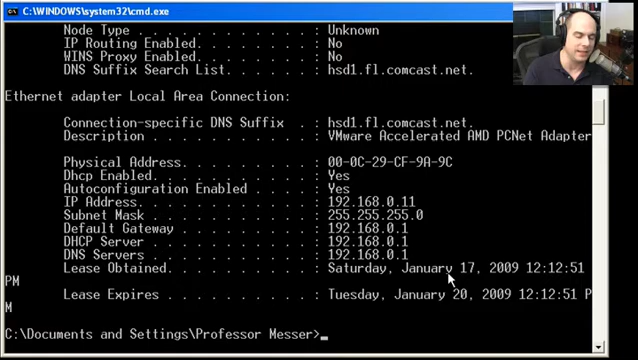 C:\WINDOWS\system32\cmd.exe
Node Type . . . . . . . . . . . . : Unknown
IP Routing Enabled. . . . . . . . : No
WINS Proxy Enabled. . . . . . . . : No
DNS Suffix Search List. . . . . . : hsd1.fl.comcast.net.
Ethernet adapter Local Area Connection:
Connection-specific DNS Suffix  . : hsd1.fl.comcast.net.
Description . . . . . . . . . . . : VMware Accelerated AMD PCNet Adapter
Physical Address. . . . . . . . . : 00-0C-29-CF-9A-9C
Dhcp Enabled. . . . . . . . . . . : Yes
Autoconfiguration Enabled . . . . : Yes
IP Address. . . . . . . . . . . . : 192.168.0.11
Subnet Mask . . . . . . . . . . . : 255.255.255.0
Default Gateway . . . . . . . . . : 192.168.0.1
DHCP Server . . . . . . . . . . . : 192.168.0.1
DNS Servers . . . . . . . . . . . : 192.168.0.1
Lease Obtained. . . . . . . . . . : Saturday, January 17, 2009 12:12:51
PM
Lease Expires . . . . . . . . . . : Tuesday, January 20, 2009 12:12:51 P
M
C:\Documents and Settings\Professor Messer>_